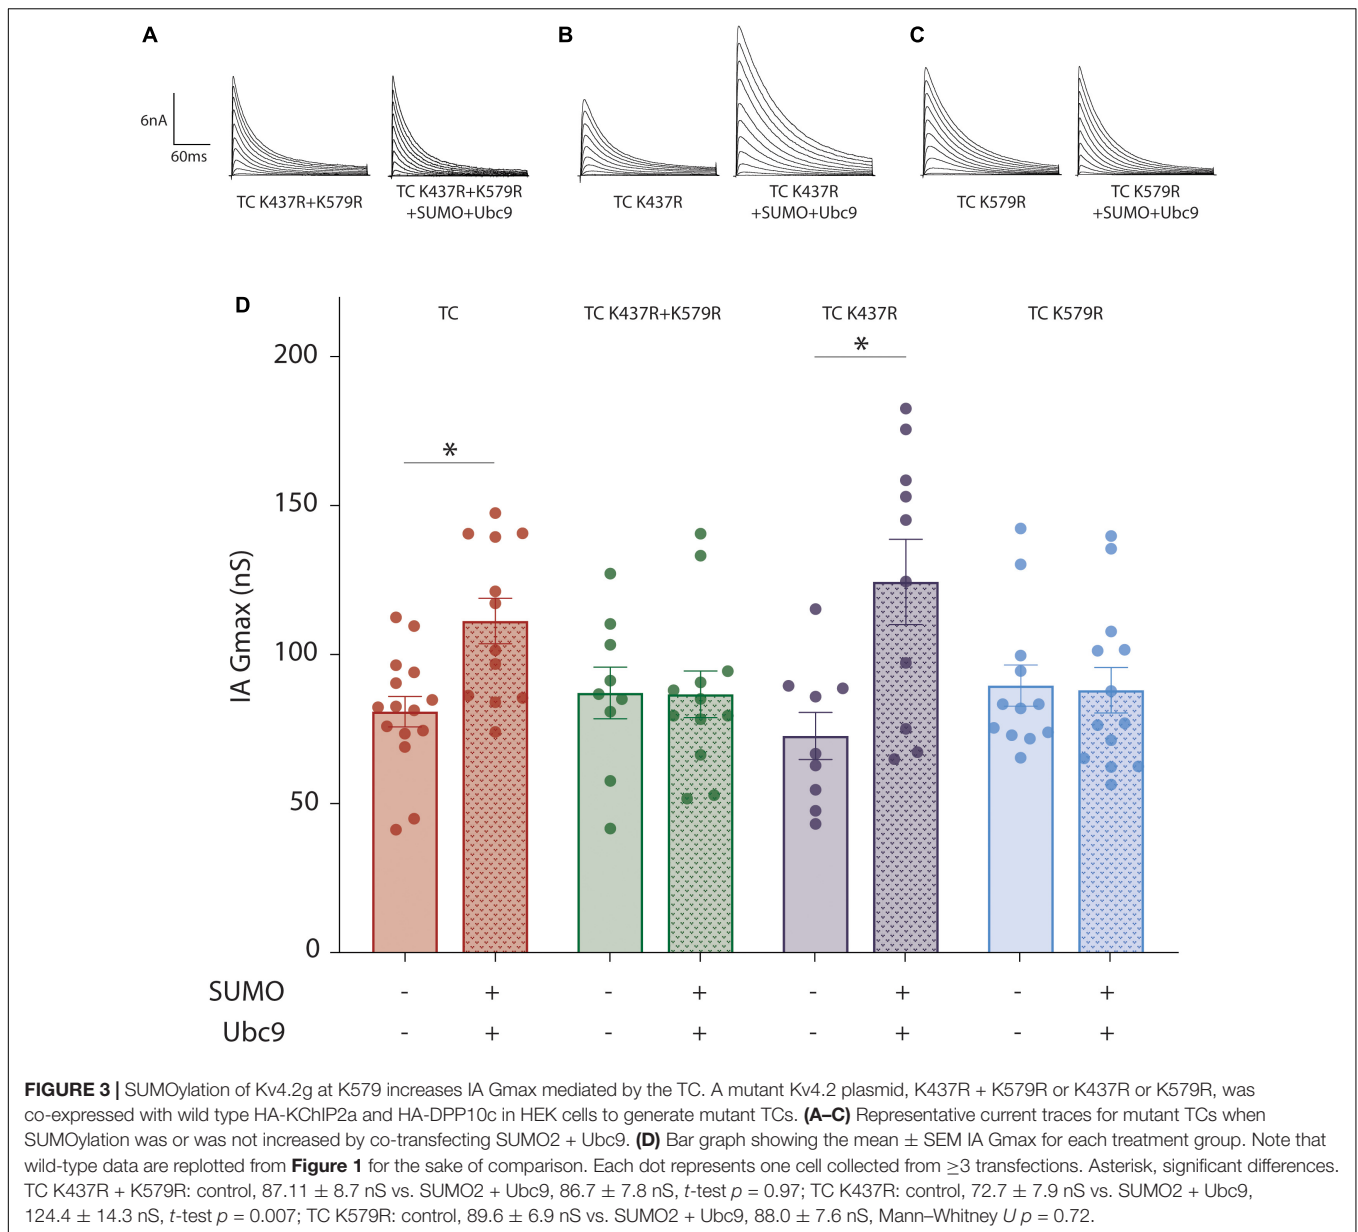 A
B
C
6nA
60ms
TC K437R+K579R
TC K437R+K579R
+SUMO+Ubc9
TC K437R
TC K437R
+SUMO+Ubc9
TC K579R
TC K579R
+SUMO+Ubc9
D
TC
TC K437R+K579R
TC K437R
TC K579R
*
*
IA Gmax (nS)
200
150
100
50
0
SUMO - + - + - + - +
Ubc9 - + - + - + - +
FIGURE 3 | SUMOylation of Kv4.2g at K579 increases IA Gmax mediated by the TC. A mutant Kv4.2 plasmid, K437R + K579R or K437R or K579R, was
co-expressed with wild type HA-KChIP2a and HA-DPP10c in HEK cells to generate mutant TCs. (A–C) Representative current traces for mutant TCs when
SUMOylation was or was not increased by co-transfecting SUMO2 + Ubc9. (D) Bar graph showing the mean ± SEM IA Gmax for each treatment group. Note that
wild-type data are replotted from Figure 1 for the sake of comparison. Each dot represents one cell collected from ≥3 transfections. Asterisk, significant differences.
TC K437R + K579R: control, 87.11 ± 8.7 nS vs. SUMO2 + Ubc9, 86.7 ± 7.8 nS, t-test p = 0.97; TC K437R: control, 72.7 ± 7.9 nS vs. SUMO2 + Ubc9,
124.4 ± 14.3 nS, t-test p = 0.007; TC K579R: control, 89.6 ± 6.9 nS vs. SUMO2 + Ubc9, 88.0 ± 7.6 nS, Mann–Whitney U p = 0.72.